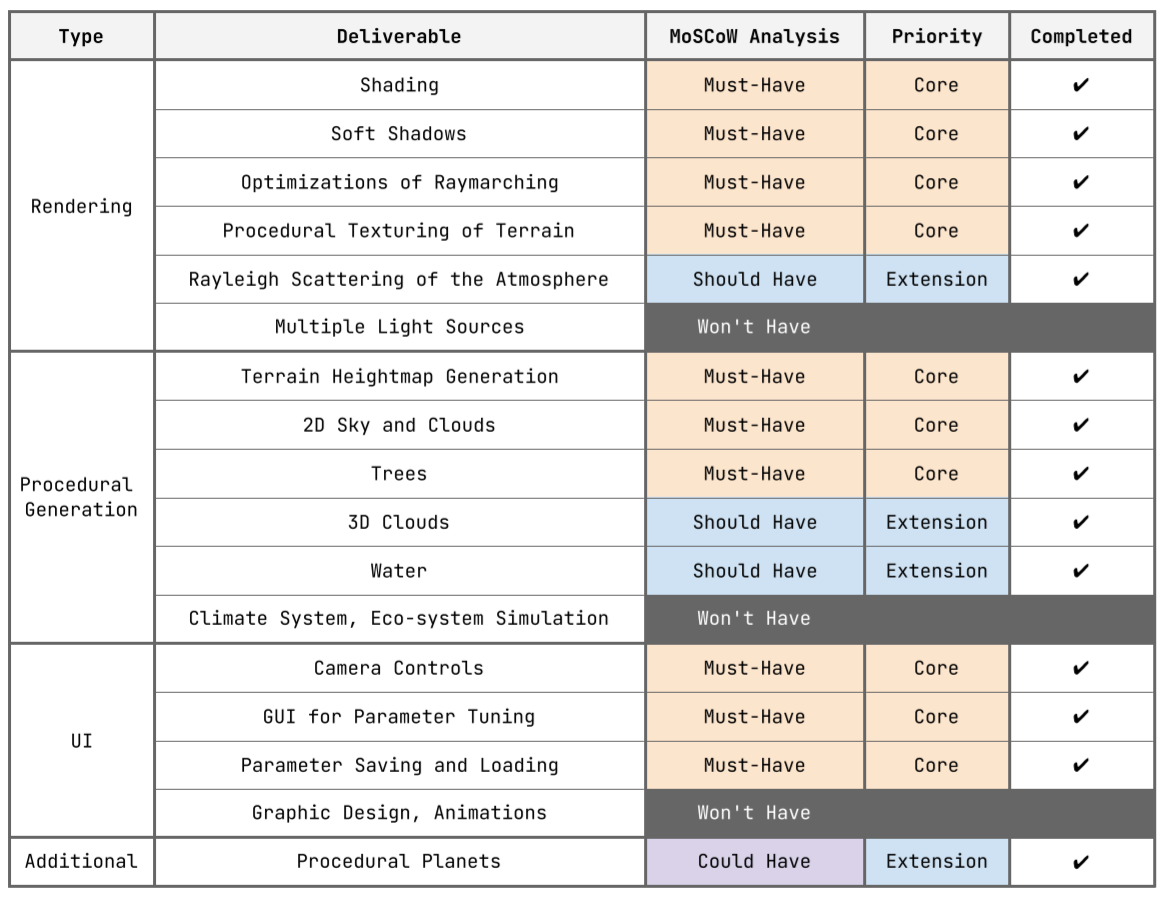 Type Deliverable MoSCoW Analysis Priority Completed
Shading Must-Have Core ✔
Soft Shadows Must-Have Core ✔
Optimizations of Raymarching Must-Have Core ✔
Rendering
Procedural Texturing of Terrain Must-Have Core ✔
Rayleigh Scattering of the Atmosphere Should Have Extension ✔
Multiple Light Sources Won't Have
Terrain Heightmap Generation Must-Have Core ✔
2D Sky and Clouds Must-Have Core ✔
Trees Must-Have Core ✔
Procedural
Generation
3D Clouds Should Have Extension ✔
Water Should Have Extension ✔
Climate System, Eco-system Simulation Won't Have
Camera Controls Must-Have Core ✔
GUI for Parameter Tuning Must-Have Core ✔
UI
Parameter Saving and Loading Must-Have Core ✔
Graphic Design, Animations Won't Have
Additional Procedural Planets Could Have Extension ✔